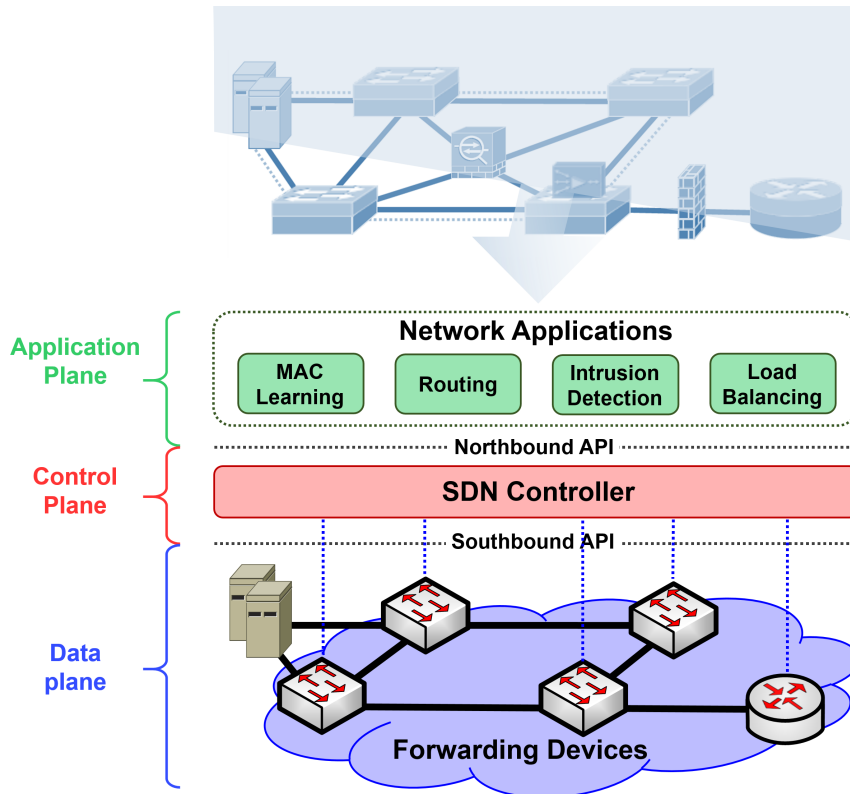 Application
Plane
Network Applications
MAC
Learning
Routing
Intrusion
Detection
Load
Balancing
Northbound API
Control
Plane
SDN Controller
Southbound API
Data
plane
Forwarding Devices